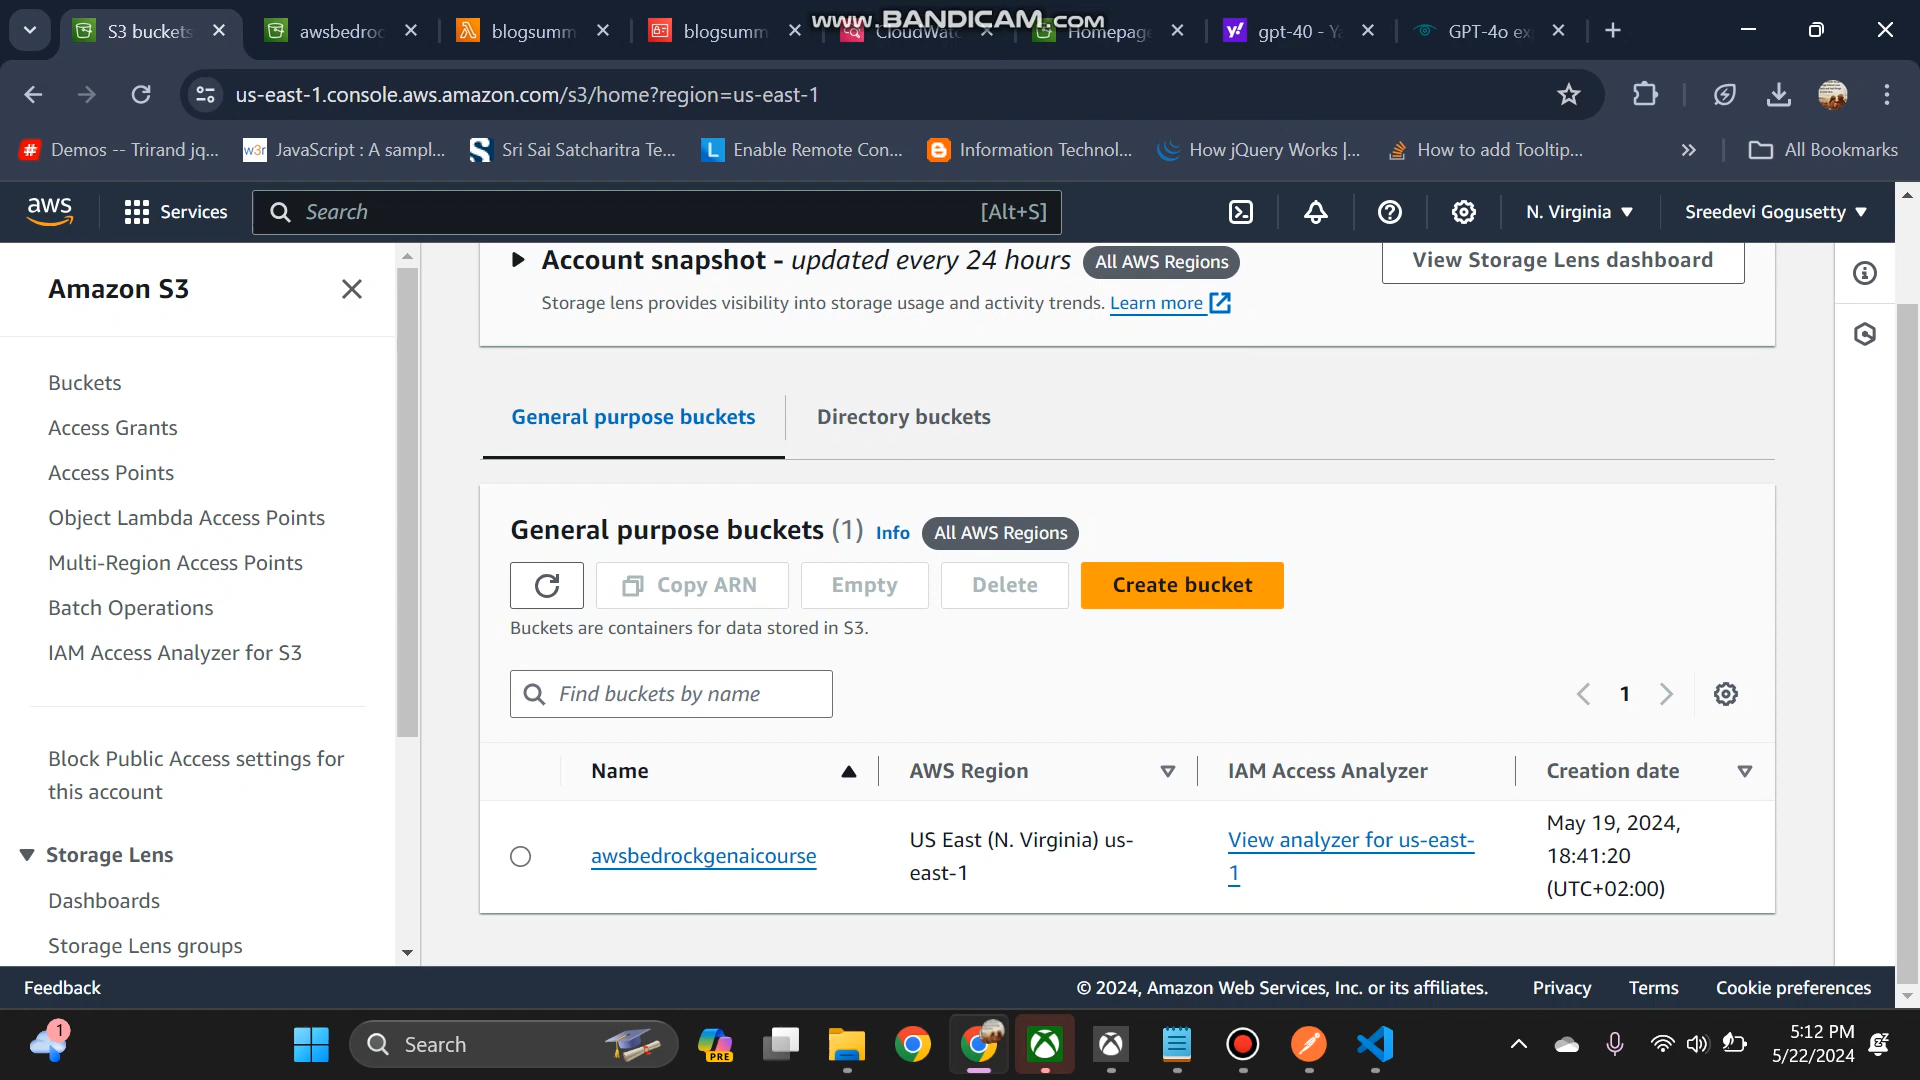 S3 buckets
awsbedroc
blogsumm
blogsumm
www.BANDICAM.com
CloudWatc
Homepage
gpt-40 - Ya
GPT-4o ex
us-east-1.console.aws.amazon.com/s3/home?region=us-east-1
Demos -- Trirand jq...
w3r
JavaScript : A sampl...
Sri Sai Satcharitra Te...
Enable Remote Con...
Information Technol...
How jQuery Works |...
How to add Tooltip...
All Bookmarks
aws
Services
Search
[Alt+S]
N. Virginia
Sreedevi Gogusetty
Amazon S3
Buckets
Access Grants
Access Points
Object Lambda Access Points
Multi-Region Access Points
Batch Operations
IAM Access Analyzer for S3
Block Public Access settings for
this account
Storage Lens
Dashboards
Storage Lens groups
Account snapshot - updated every 24 hours
All AWS Regions
View Storage Lens dashboard
Storage lens provides visibility into storage usage and activity trends. Learn more
General purpose buckets
Directory buckets
General purpose buckets (1) Info All AWS Regions
Copy ARN
Empty
Delete
Create bucket
Buckets are containers for data stored in S3.
Find buckets by name
1
Name
AWS Region
IAM Access Analyzer
Creation date
awsbedrockgenaicourse
US East (N. Virginia) us-
east-1
View analyzer for us-east-
1
May 19, 2024,
18:41:20
(UTC+02:00)
Feedback
© 2024, Amazon Web Services, Inc. or its affiliates.
Privacy
Terms
Cookie preferences
1
Search
PRE
5:12 PM
5/22/2024